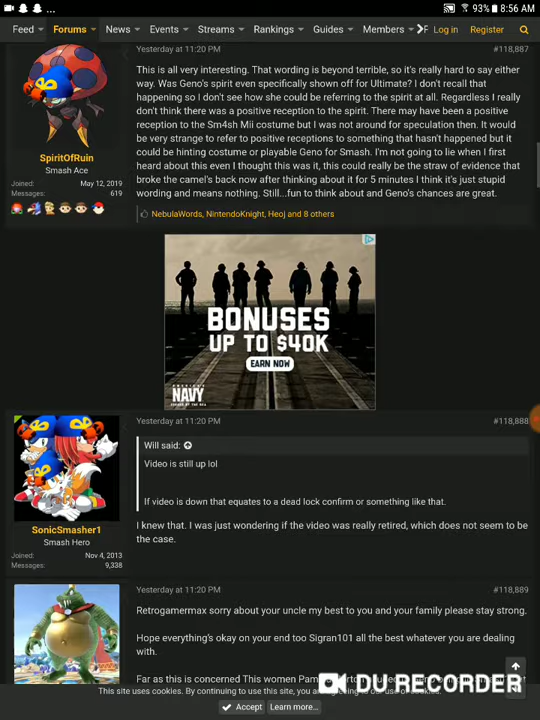 ... 93% 8:56 AM
Feed Forums News Events Streams Rankings Guides Members Log in Register
Yesterday at 11:20 PM #118,887
This is all very interesting. That wording is beyond terrible, so it's really hard to say either
way. Was Geno's spirit even specifically shown off for Ultimate? I don't recall that
happening so I don't see how she could be referring to the spirit at all. Regardless I really
don't think there was a positive reception to the spirit. There may have been a positive
reception to the Sm4sh Mii costume but I was not around for speculation then. It would
be very strange to refer to positive receptions to something that hasn't happened but it
could be hinting costume or playable Geno for Smash. I'm not going to lie when I first
heard about this even I thought this was it, this could really be the straw of evidence that
broke the camel's back now after thinking about it for 5 minutes I think it's just stupid
wording and means nothing. Still...fun to think about and Geno's chances are great.
SpiritOfRuin
Smash Ace
Joined: May 12, 2019
Messages: 619
NebulaWords, NintendoKnight, Heoj and 8 others
BONUSES
UP TO $40K
EARN NOW
AMERICA'S
NAVY
Yesterday at 11:20 PM #118,888
Will said:
Video is still up lol
If video is down that equates to a dead lock confirm or something like that.
I knew that. I was just wondering if the video was really retired, which does not seem to be
the case.
SonicSmasher1
Smash Hero
Joined: Nov 4, 2013
Messages: 9,338
Yesterday at 11:20 PM #118,889
Retrogamermax sorry about your uncle my best to you and your family please stay strong.
Hope everything's okay on your end too Sigran101 all the best whatever you are dealing
with.
Far as this is concerned This women Pam
DU RECORDER
This site uses cookies. By continuing to use this site, you are agreeing to our use of cookies.
Accept Learn more...